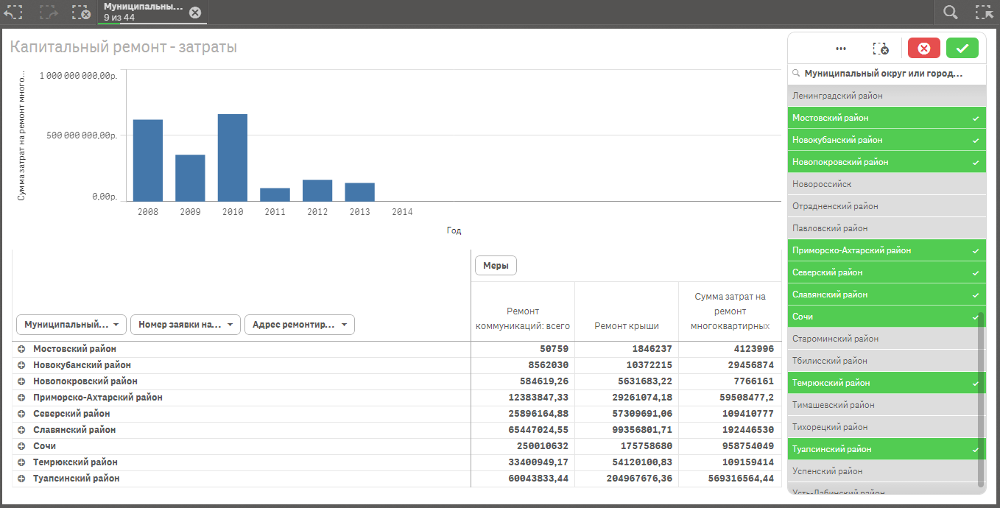 Муниципальны...
9 из 44
Капитальный ремонт - затраты
Сумма затрат на ремонт много...
1 000 000 000,00р.
500 000 000,00р.
0,00р.
2008 2009 2010 2011 2012 2013 2014
Год
Меры
Муниципальный... Номер заявки на... Адрес ремонтир...
Ремонт коммуникаций: всего
Ремонт крыши
Сумма затрат на ремонт многоквартирных
Мостовский район 50759 1846237 4123996
Новокубанский район 8562030 10372215 29456874
Новопокровский район 584619,26 5631683,22 7766161
Приморско-Ахтарский район 12383847,33 29261074,18 59508477,2
Северский район 25896164,88 57309691,06 109410777
Славянский район 65447024,55 99356801,71 192446530
Сочи 250010632 175758680 958754049
Темрюкский район 33400949,17 54120100,83 109159414
Туапсинский район 60043833,44 204967676,36 569316564,44
Муниципальный округ или город...
Ленинградский район
Мостовский район
Новокубанский район
Новопокровский район
Новороссийск
Отрадненский район
Павловский район
Приморско-Ахтарский район
Северский район
Славянский район
Сочи
Староминский район
Тбилисский район
Темрюкский район
Тимашевский район
Тихорецкий район
Туапсинский район
Успенский район
Усть-Лабинский район